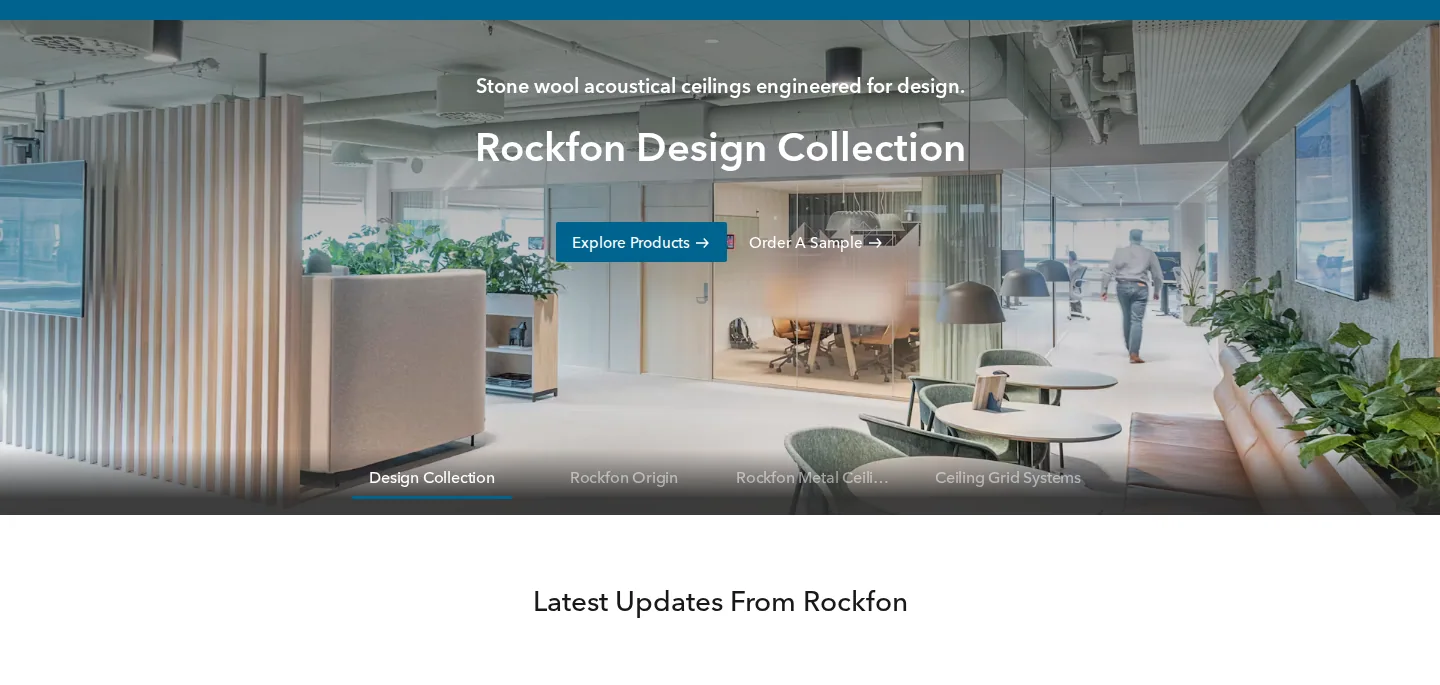 Stone wool acoustical ceilings engineered for design.
Rockfon Design Collection
Explore Products → Order A Sample →
Design Collection Rockfon Origin Rockfon Metal Ceili... Ceiling Grid Systems
Latest Updates From Rockfon